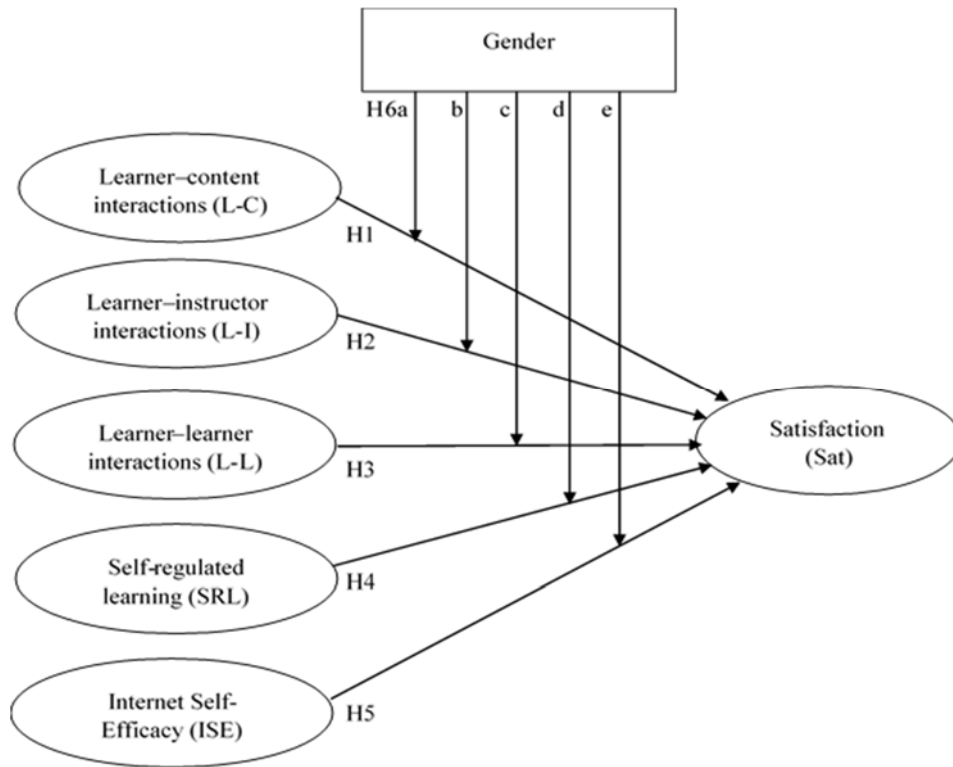 Gender
H6a b c d e
Learner–content
interactions (L-C)
H1
Learner–instructor
interactions (L-I)
H2
Learner–learner
interactions (L-L)
H3
Satisfaction
(Sat)
Self-regulated
learning (SRL)
H4
Internet Self-
Efficacy (ISE)
H5